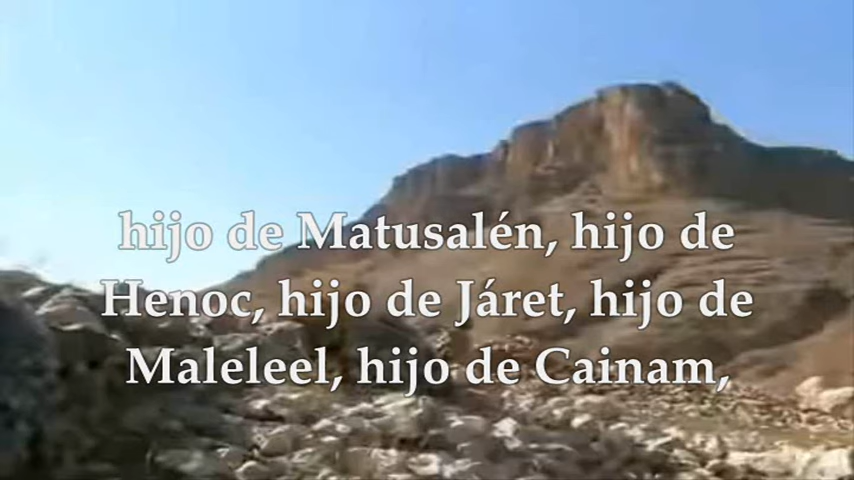 hijo de Matusalén, hijo de
Henoc, hijo de Járet, hijo de
Maleleel, hijo de Cainam,